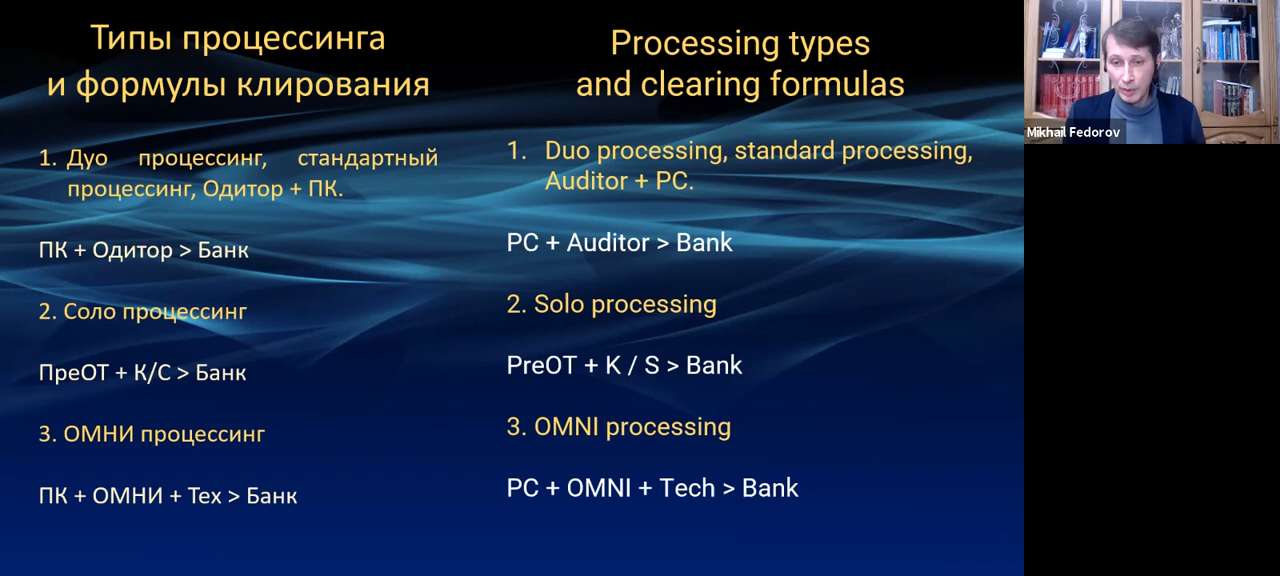 Типы процессинга
и формулы клирования
1. Дуо процессинг, стандартный
процессинг, Одитор + ПК.
ПК + Одитор > Банк
2. Соло процессинг
ПреОТ + К/С > Банк
3. ОМНИ процессинг
ПК + ОМНИ + Тех > Банк
Processing types
and clearing formulas
1. Duo processing, standard processing,
Auditor + PC.
PC + Auditor > Bank
2. Solo processing
PreOT + K / S > Bank
3. OMNI processing
PC + OMNI + Tech > Bank
Mikhail Fedorov